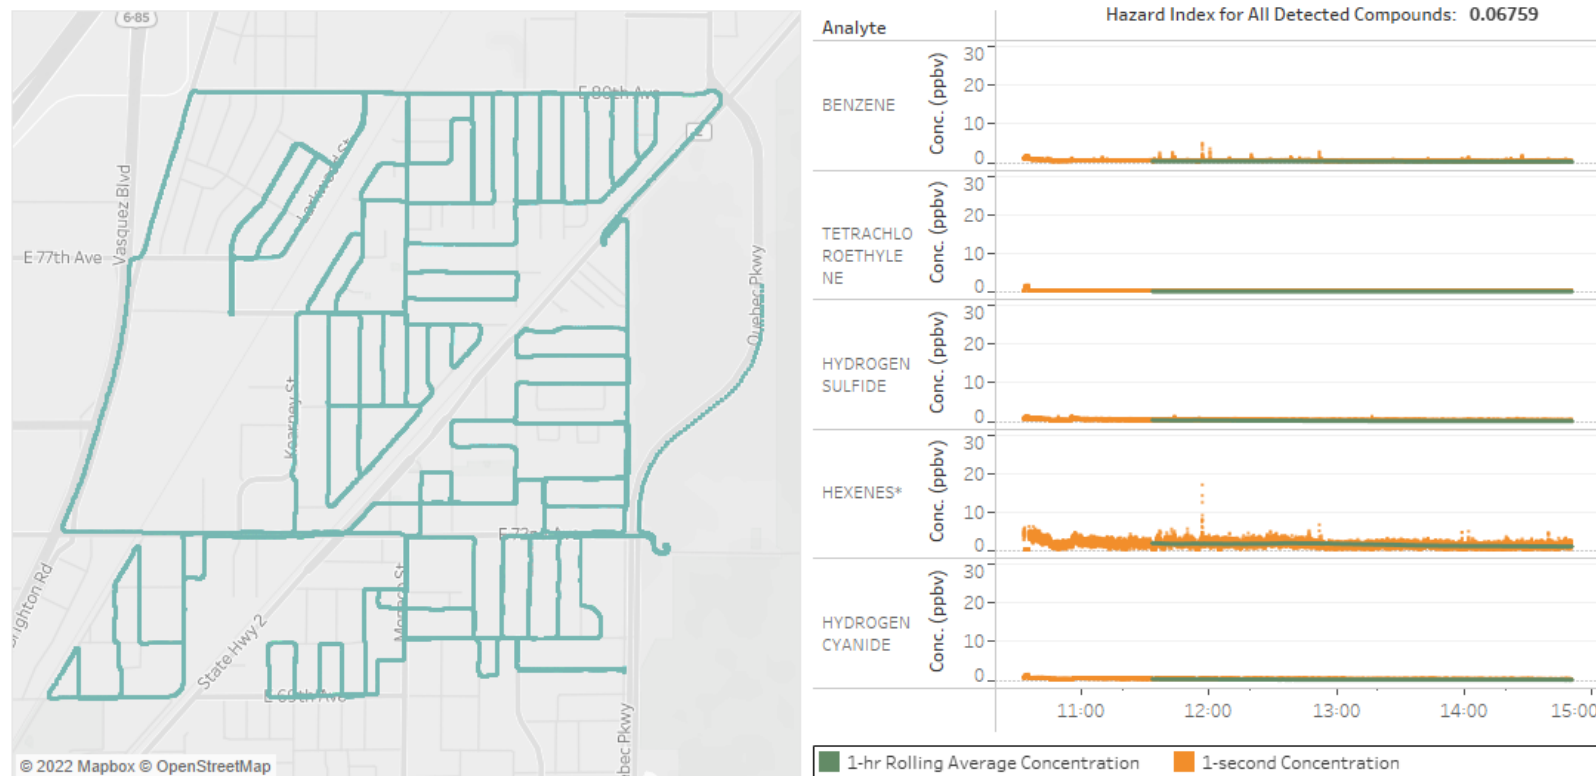 6-85
E 80th Ave
2
Larkwood St
Vasquez Blvd
E 77th Ave
Quebec Pkwy
Kearney St
E 72nd Ave
Brighton Rd
Monaco St
State Hwy 2
E 69th Ave
ebec Pkwy
© 2022 Mapbox © OpenStreetMap
Analyte
Hazard Index for All Detected Compounds: 0.06759
BENZENE
Conc. (ppbv)
30
20
10
0
TETRACHLO
ROETHYLE
NE
Conc. (ppbv)
30
20
10
0
HYDROGEN
SULFIDE
Conc. (ppbv)
30
20
10
0
HEXENES*
Conc. (ppbv)
30
20
10
0
HYDROGEN
CYANIDE
Conc. (ppbv)
30
20
10
0
11:00 12:00 13:00 14:00 15:00
1-hr Rolling Average Concentration 1-second Concentration